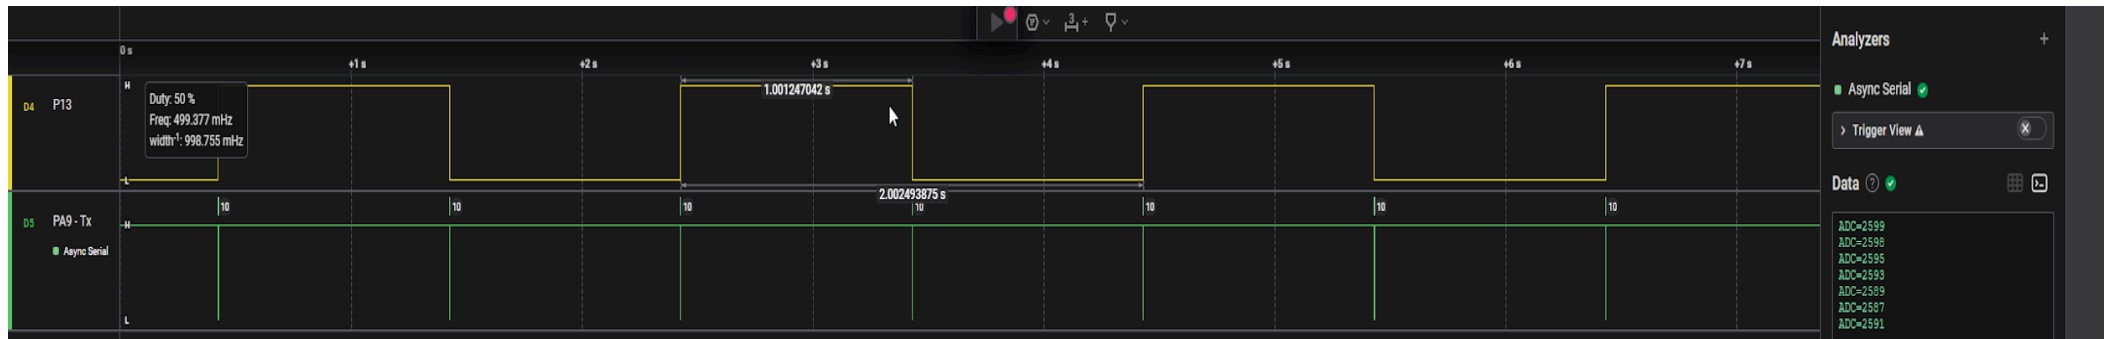 3
0 s
+1 s
+2 s
+3 s
+4 s
+5 s
+6 s
+7 s
D4
P13
H
L
Duty: 50 %
Freq: 499.377 mHz
width-1: 998.755 mHz
1.001247042 s
2.002493875 s
D5
PA9 - Tx
Async Serial
H
L
10
10
10
10
10
10
10
Analyzers
Async Serial
Trigger View
Data
ADC=2599
ADC=2598
ADC=2595
ADC=2593
ADC=2589
ADC=2587
ADC=2591